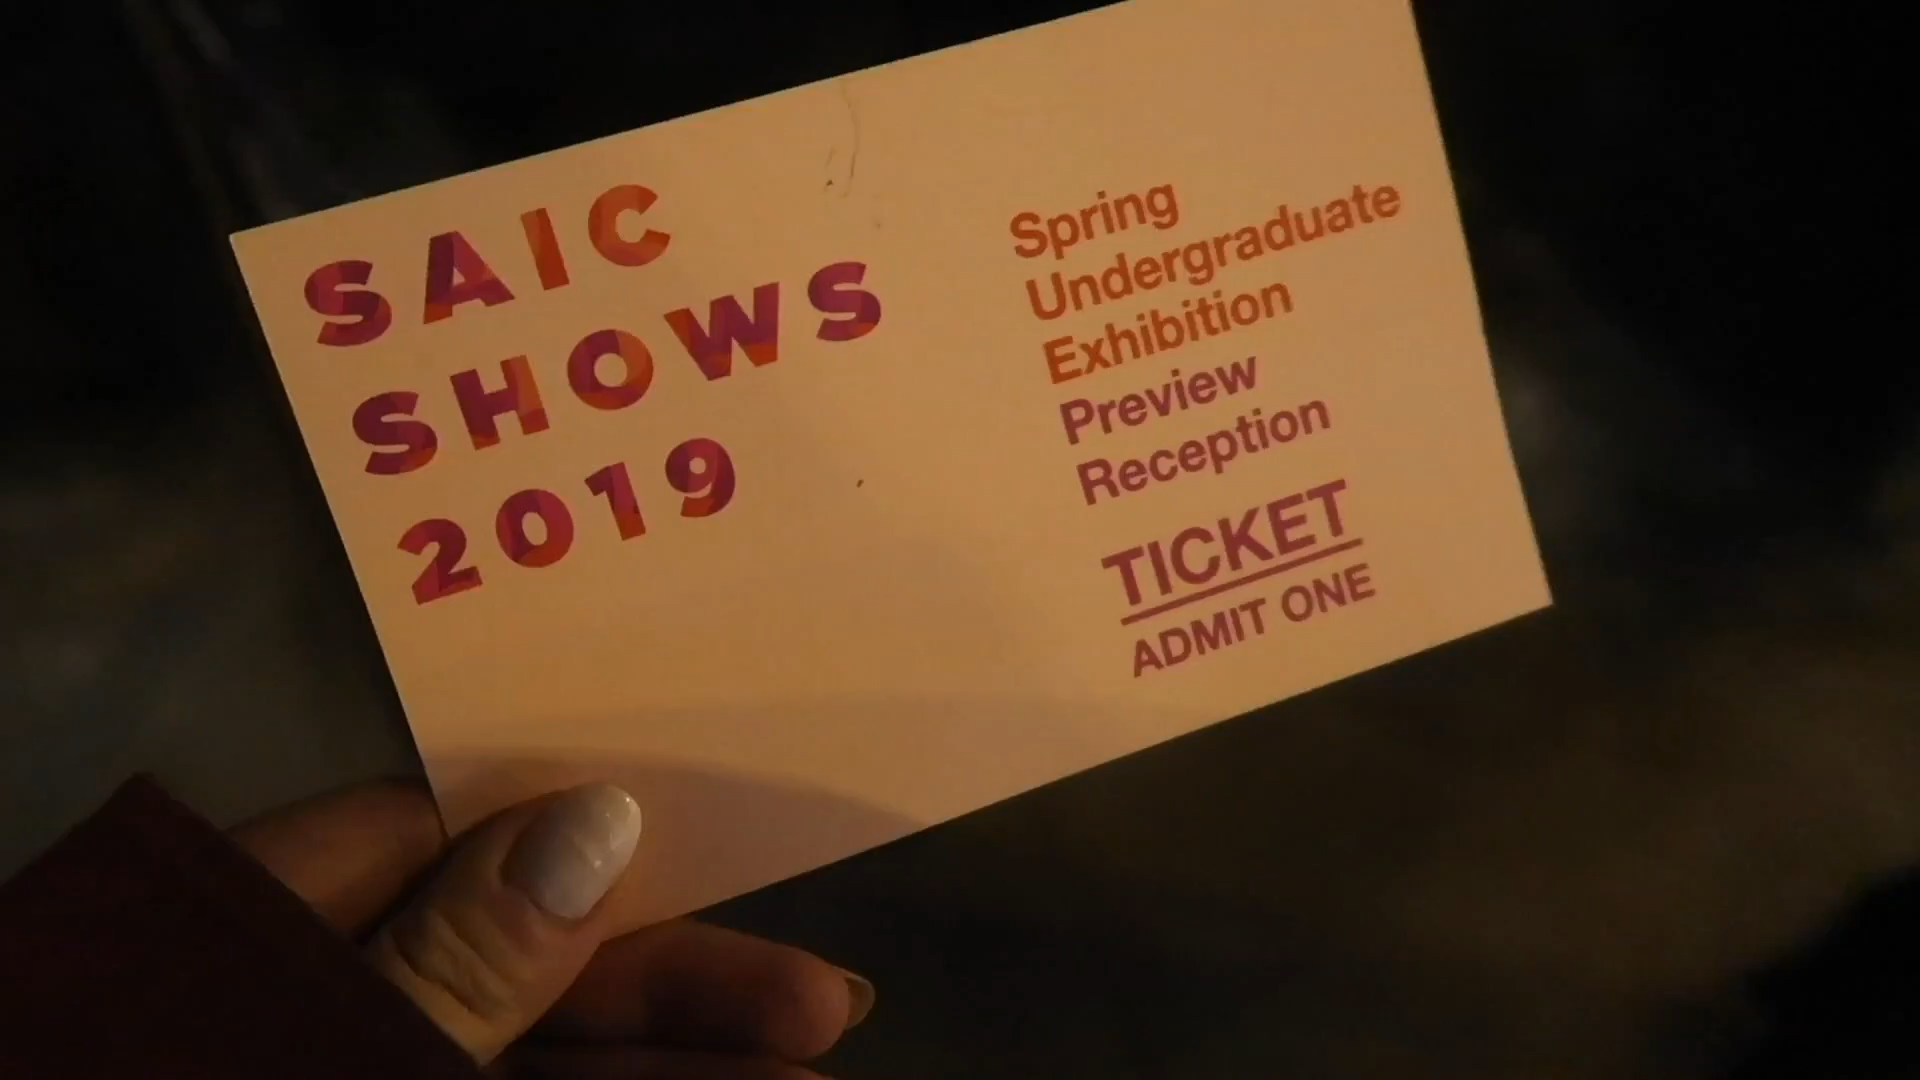 SAIC
SHOWS
2019
Spring
Undergraduate
Exhibition
Preview
Reception
TICKET
ADMIT ONE